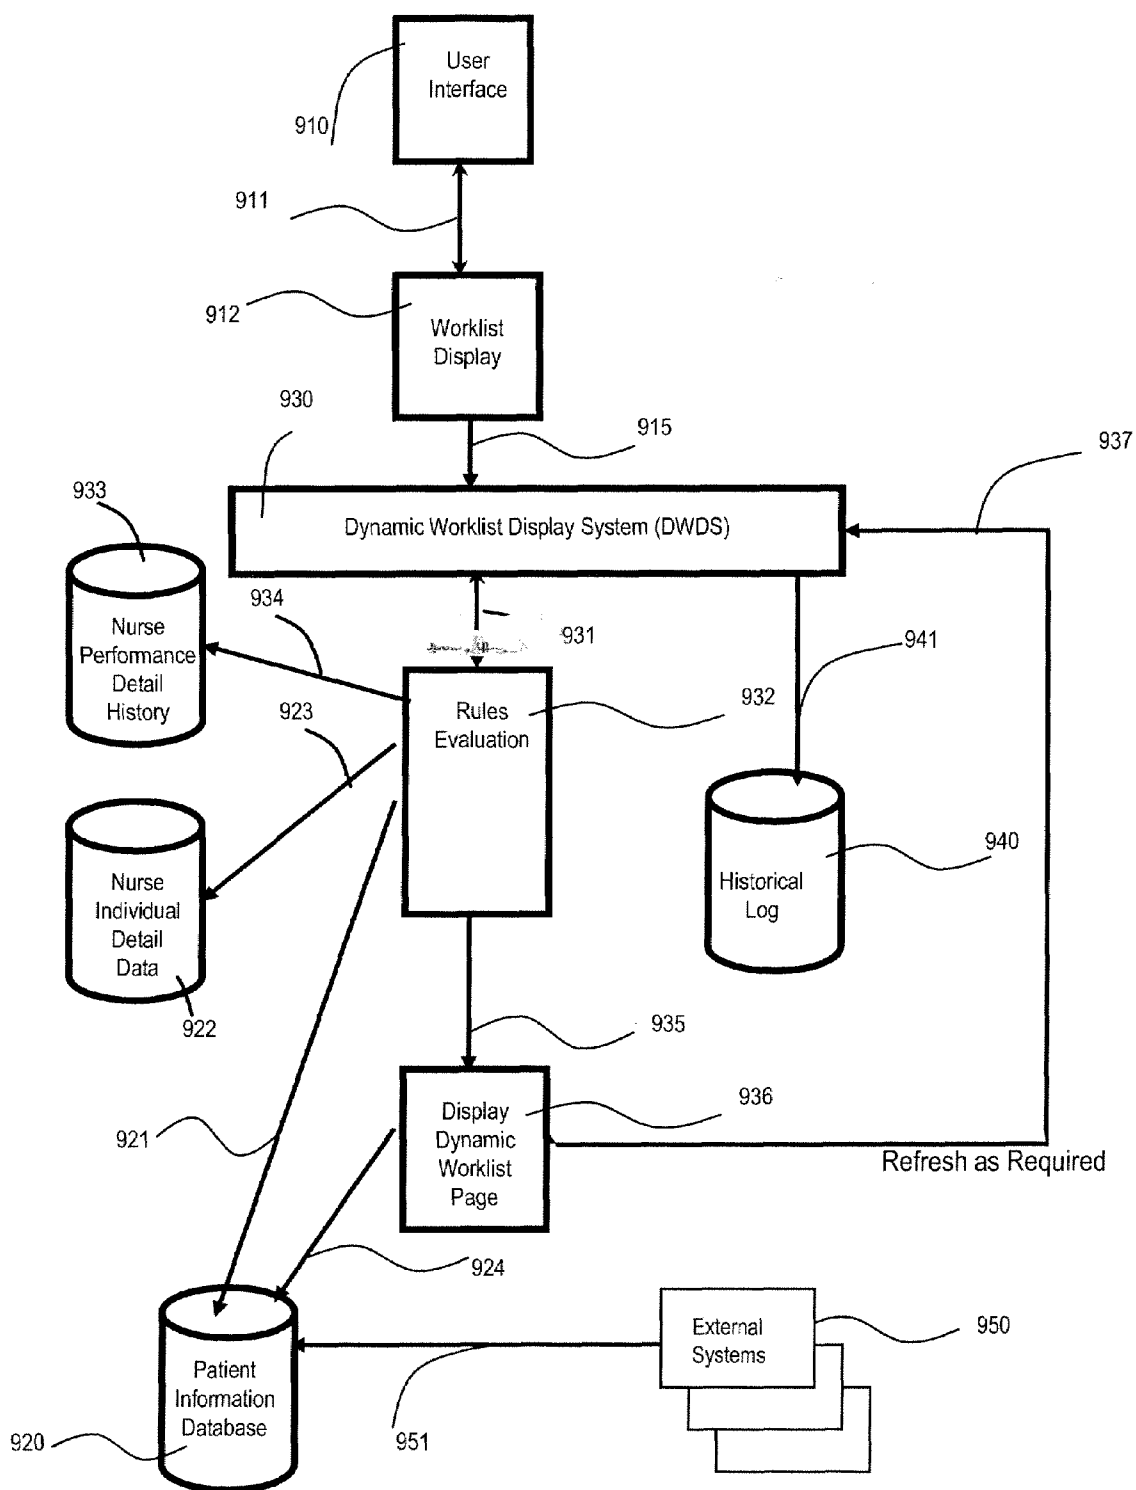 User
Interface
910
911
912
Worklist
Display
930
915
937
933
Dynamic Worklist Display System (DWDS)
934
931
941
Nurse
Performance
Detail
History
923
Rules
Evaluation
932
940
Nurse
Individual
Detail
Data
922
Historical
Log
935
936
921
Display
Dynamic
Worklist
Page
Refresh as Required
924
External
Systems
950
Patient
Information
Database
920
951